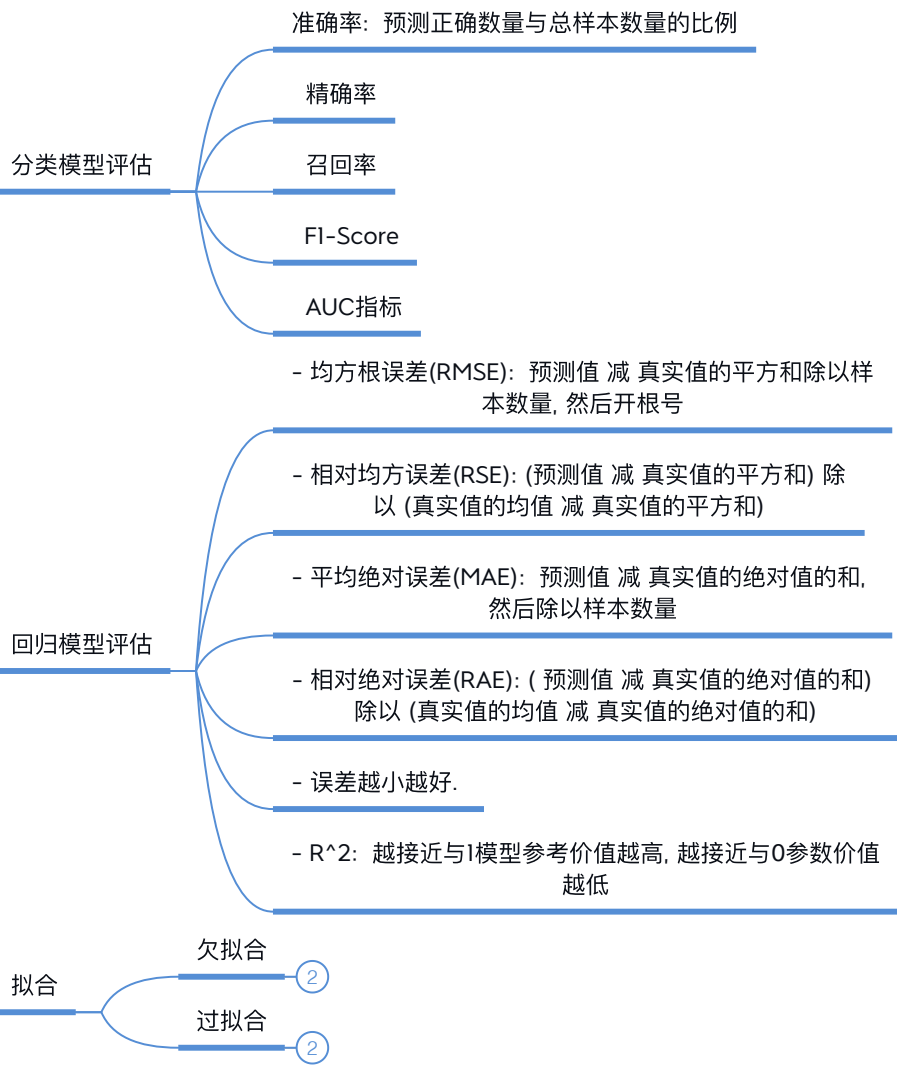 准确率：预测正确数量与总样本数量的比例
精确率
分类模型评估
召回率
F1-Score
AUC指标
- 均方根误差(RMSE)：预测值 减 真实值的平方和除以样
本数量, 然后开根号
- 相对均方误差(RSE): (预测值 减 真实值的平方和) 除
以 (真实值的均值 减 真实值的平方和)
- 平均绝对误差(MAE)：预测值 减 真实值的绝对值的和,
然后除以样本数量
回归模型评估
- 相对绝对误差(RAE): ( 预测值 减 真实值的绝对值的和)
除以 (真实值的均值 减 真实值的绝对值的和)
- 误差越小越好.
- R^2：越接近与1模型参考价值越高, 越接近与0参数价值
越低
欠拟合
2
拟合
过拟合
2